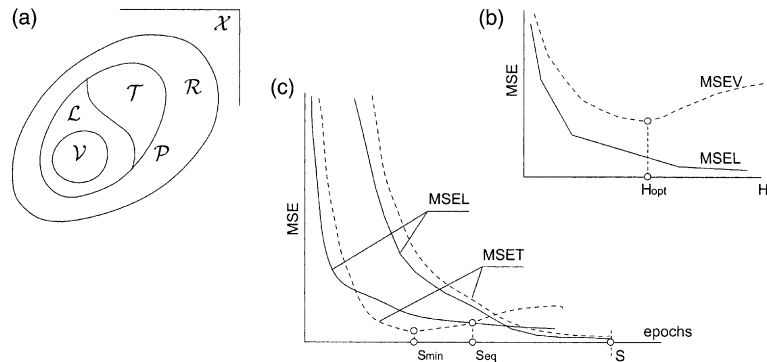 (a)
𝒳
ℒ
𝒯
ℛ
𝒱
𝒫
(b)
MSE
MSEV
MSEL
Hopt
H
(c)
MSE
MSEL
MSET
epochs
Smin
Seq
S